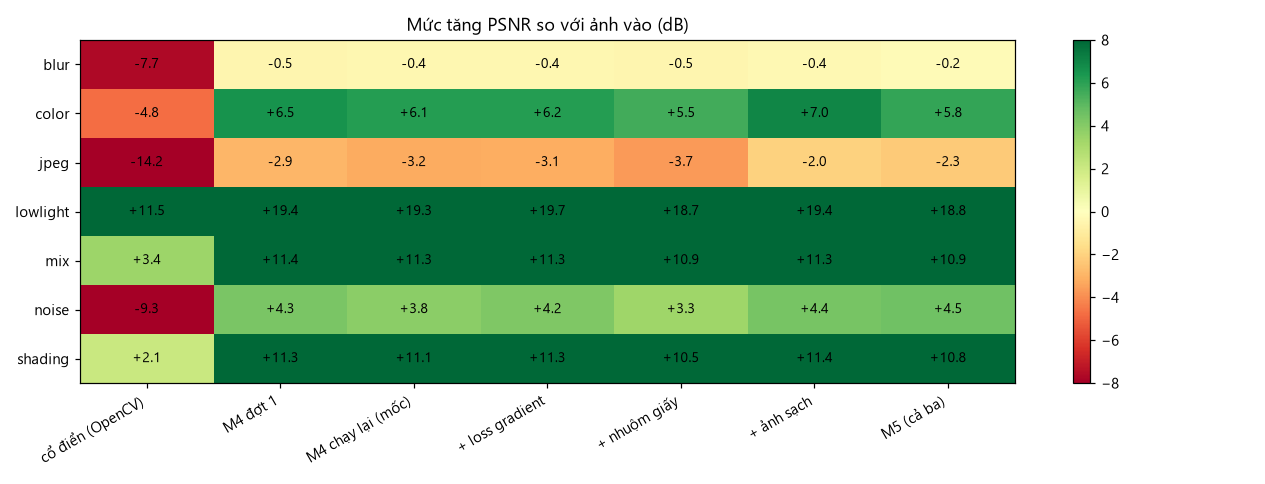 Mức tăng PSNR so với ảnh vào (dB)
blur -7.7 -0.5 -0.4 -0.4 -0.5 -0.4 -0.2
color -4.8 +6.5 +6.1 +6.2 +5.5 +7.0 +5.8
jpeg -14.2 -2.9 -3.2 -3.1 -3.7 -2.0 -2.3
lowlight +11.5 +19.4 +19.3 +19.7 +18.7 +19.4 +18.8
mix +3.4 +11.4 +11.3 +11.3 +10.9 +11.3 +10.9
noise -9.3 +4.3 +3.8 +4.2 +3.3 +4.4 +4.5
shading +2.1 +11.3 +11.1 +11.3 +10.5 +11.4 +10.8
cổ điển (OpenCV)
M4 đợt 1
M4 chạy lại (mốc)
+ loss gradient
+ nhuộm giấy
+ ảnh sạch
M5 (cả ba)
8
6
4
2
0
−2
−4
−6
−8